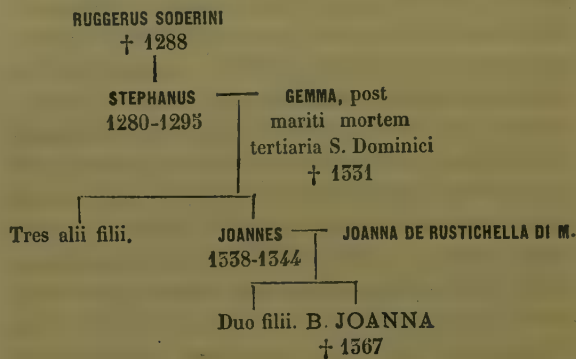 RUGGERUS SODERINI
† 1288
STEPHANUS
1280-1295
GEMMA, post
mariti mortem
tertiaria S. Dominici
† 1331
Tres alii filii.
JOANNES
1338-1344
JOANNA DE RUSTICHELLA DI M.
Duo filii. B. JOANNA
† 1367